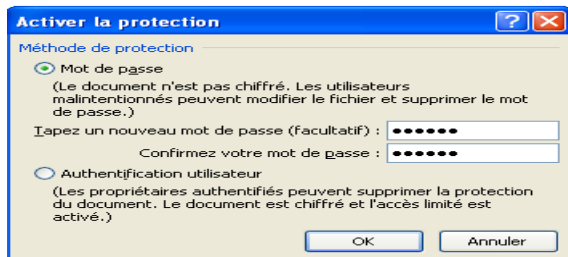 Activer la protection
Méthode de protection
Mot de passe
(Le document n'est pas chiffré. Les utilisateurs
malintentionnés peuvent modifier le fichier et supprimer le mot
de passe.)
Tapez un nouveau mot de passe (facultatif) : ●●●●●●
Confirmez votre mot de passe : ●●●●●●
Authentification utilisateur
(Les propriétaires authentifiés peuvent supprimer la protection
du document. Le document est chiffré et l'accès limité est
activé.)
OK Annuler